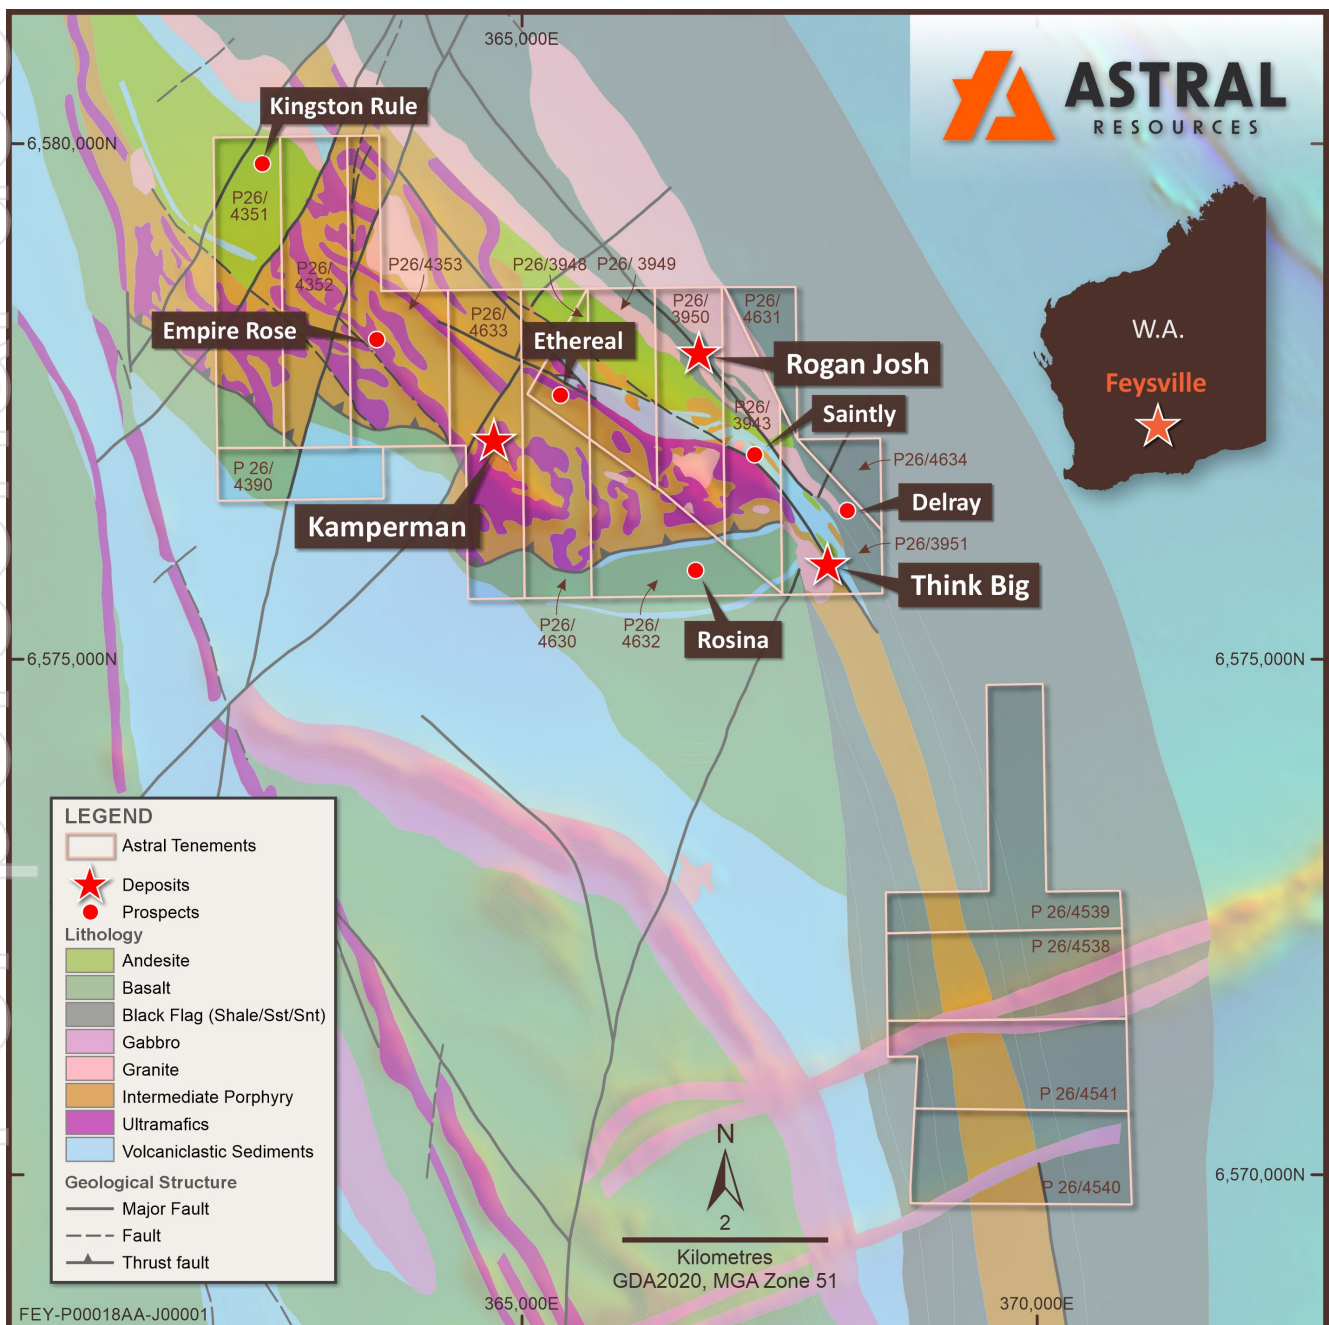 365,000E
ASTRAL
RESOURCES
Kingston Rule
6,580,000N
P26/
4351
P26/
4352
P26/4353
P26/3948
P26/ 3949
P26/
4633
P26/
3950
P26/
4631
Empire Rose
Ethereal
Rogan Josh
W.A.
Feysville
P26/
3943
Saintly
P26/4634
P 26/
4390
Delray
Kamperman
P26/3951
Think Big
P26/
4630
P26/
4632
Rosina
6,575,000N
6,575,000N
LEGEND
Astral Tenements
Deposits
Prospects
Lithology
Andesite
Basalt
Black Flag (Shale/Sst/Snt)
Gabbro
Granite
Intermediate Porphyry
Ultramafics
Volcaniclastic Sediments
Geological Structure
Major Fault
Fault
Thrust fault
P 26/4539
P 26/4538
P 26/4541
P 26/4540
N
2
Kilometres
GDA2020, MGA Zone 51
6,570,000N
365,000E
370,000E
FEY-P00018AA-J00001